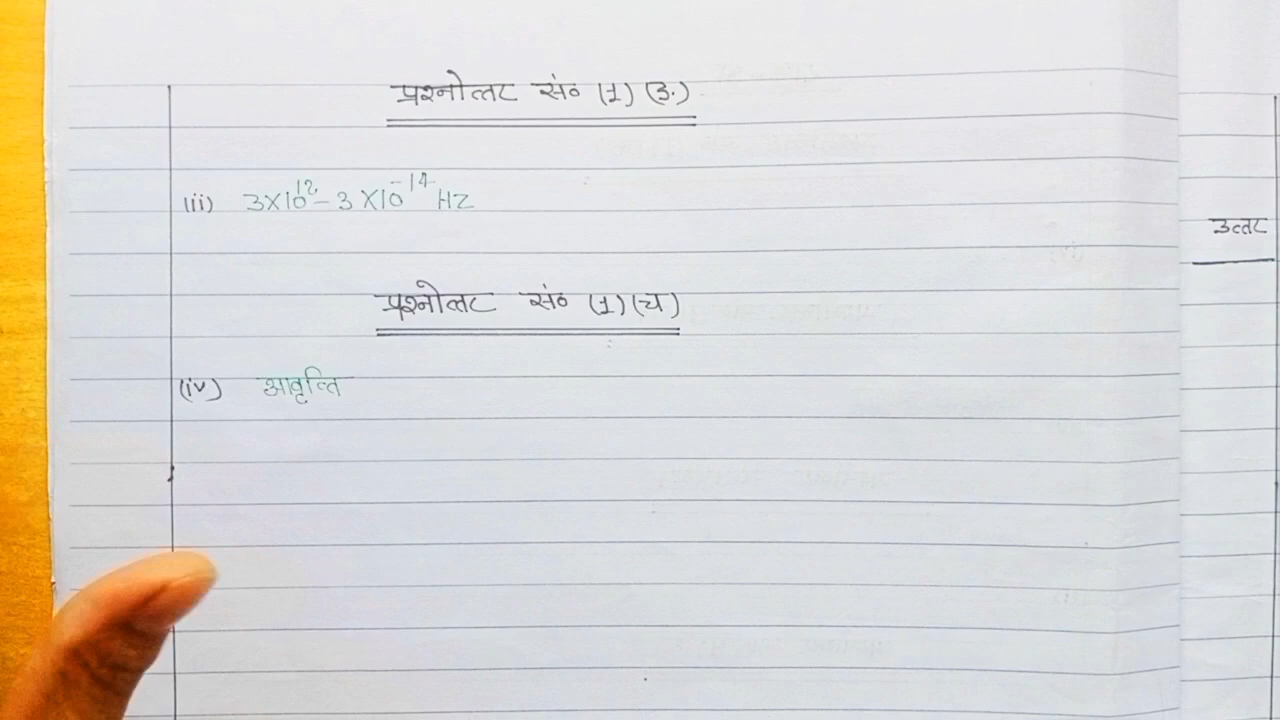 प्रश्नोत्तर सं० (1) (ङ)
(ii) 3×10¹² – 3×10⁻¹⁴ Hz
प्रश्नोत्तर सं० (1) (च)
(iv) आवृत्ति
उत्तर